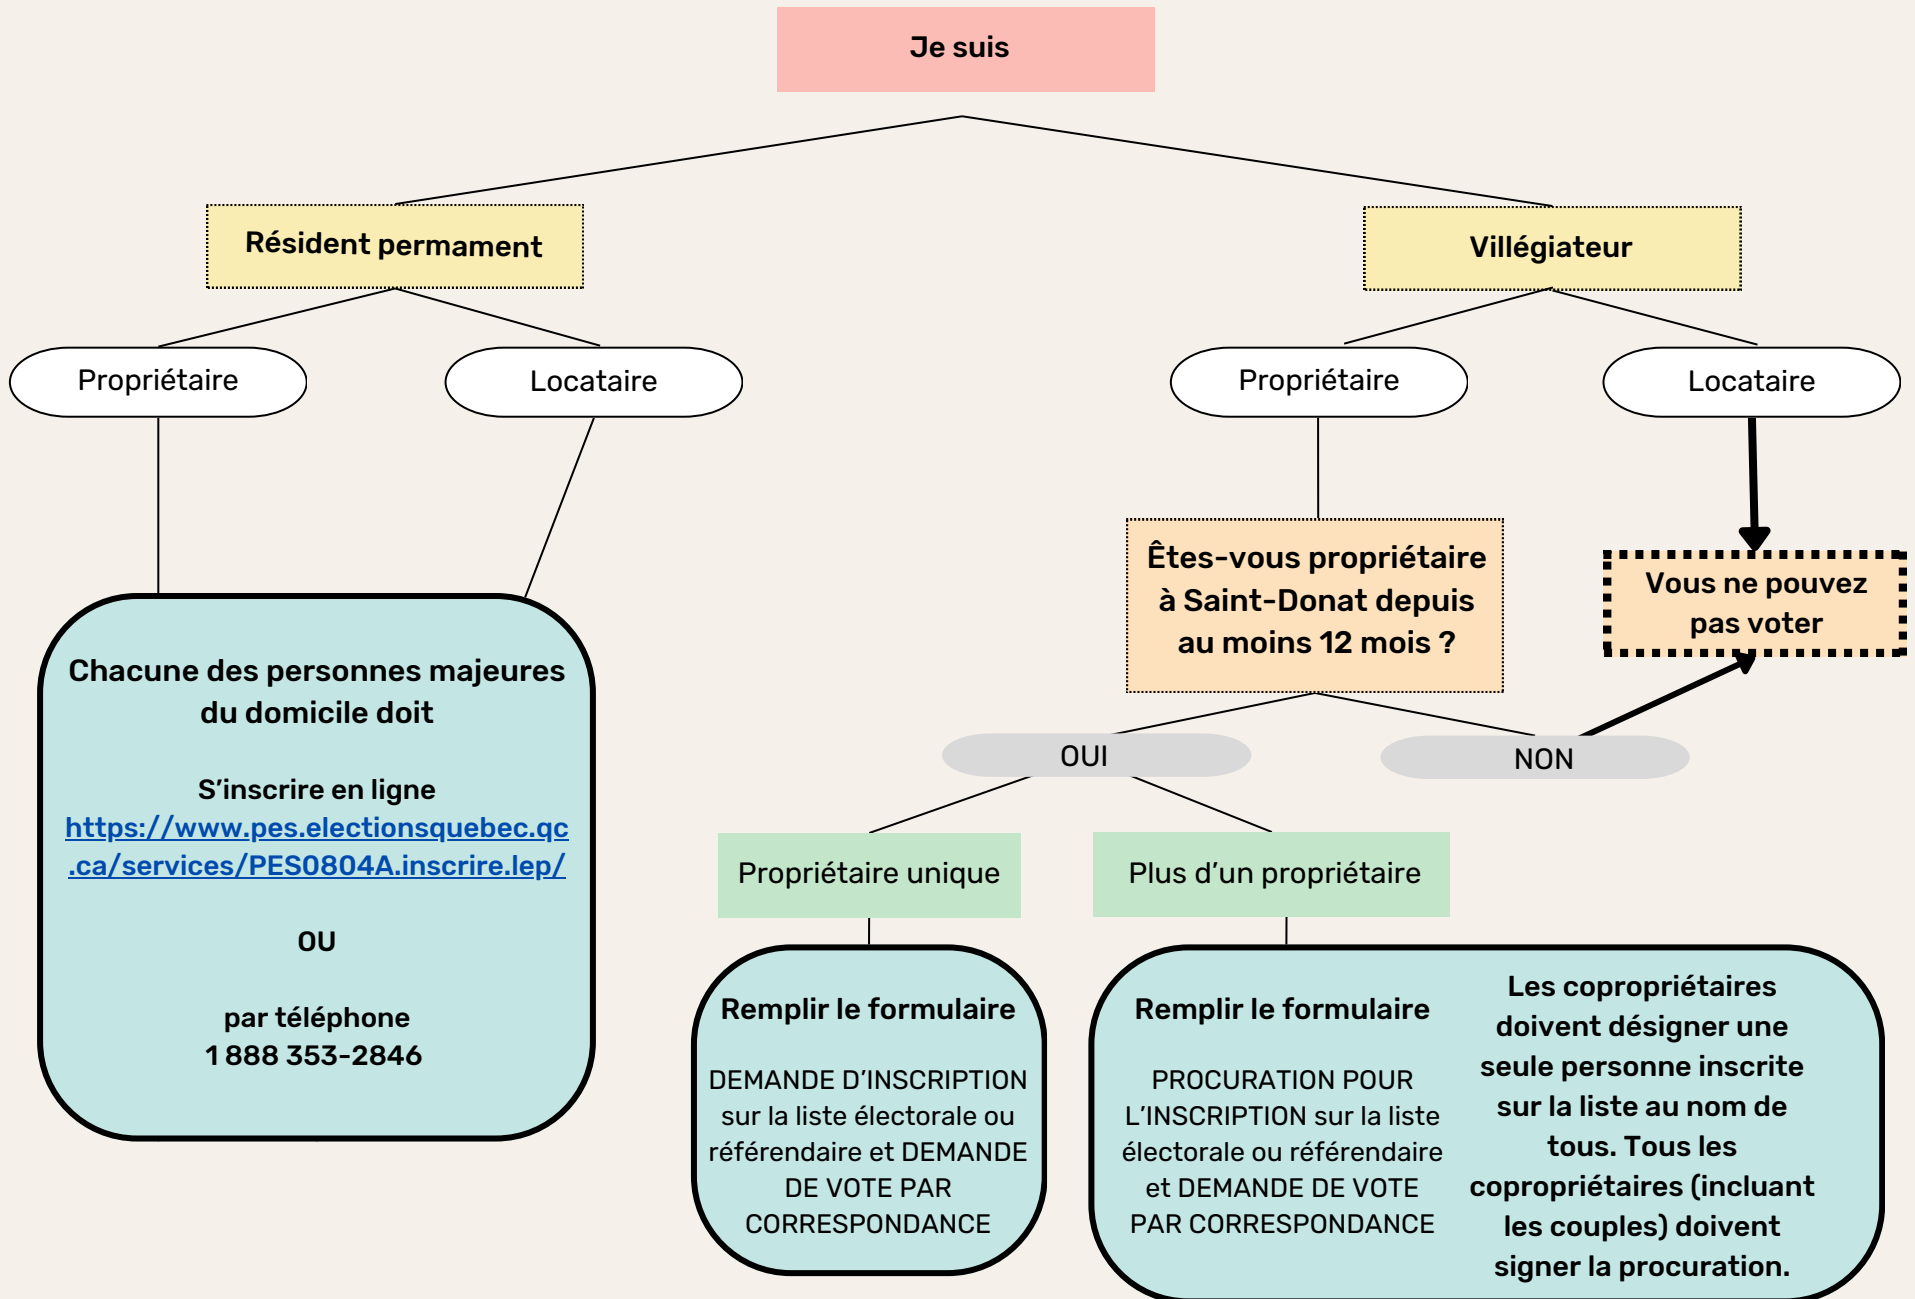 Je suis
Résident permament
Villégiateur
Propriétaire
Locataire
Propriétaire
Locataire
Êtes-vous propriétaire
à Saint-Donat depuis
au moins 12 mois ?
Vous ne pouvez
pas voter
Chacune des personnes majeures
du domicile doit
S'inscrire en ligne
https://www.pes.electionsquebec.qc
.ca/services/PES0804A.inscrire.lep/
OU
par téléphone
1 888 353-2846
OUI
NON
Propriétaire unique
Plus d'un propriétaire
Remplir le formulaire
DEMANDE D'INSCRIPTION
sur la liste électorale ou
référendaire et DEMANDE
DE VOTE PAR
CORRESPONDANCE
Remplir le formulaire
PROCURATION POUR
L'INSCRIPTION sur la liste
électorale ou référendaire
et DEMANDE DE VOTE
PAR CORRESPONDANCE
Les copropriétaires
doivent désigner une
seule personne inscrite
sur la liste au nom de
tous. Tous les
copropriétaires (incluant
les couples) doivent
signer la procuration.